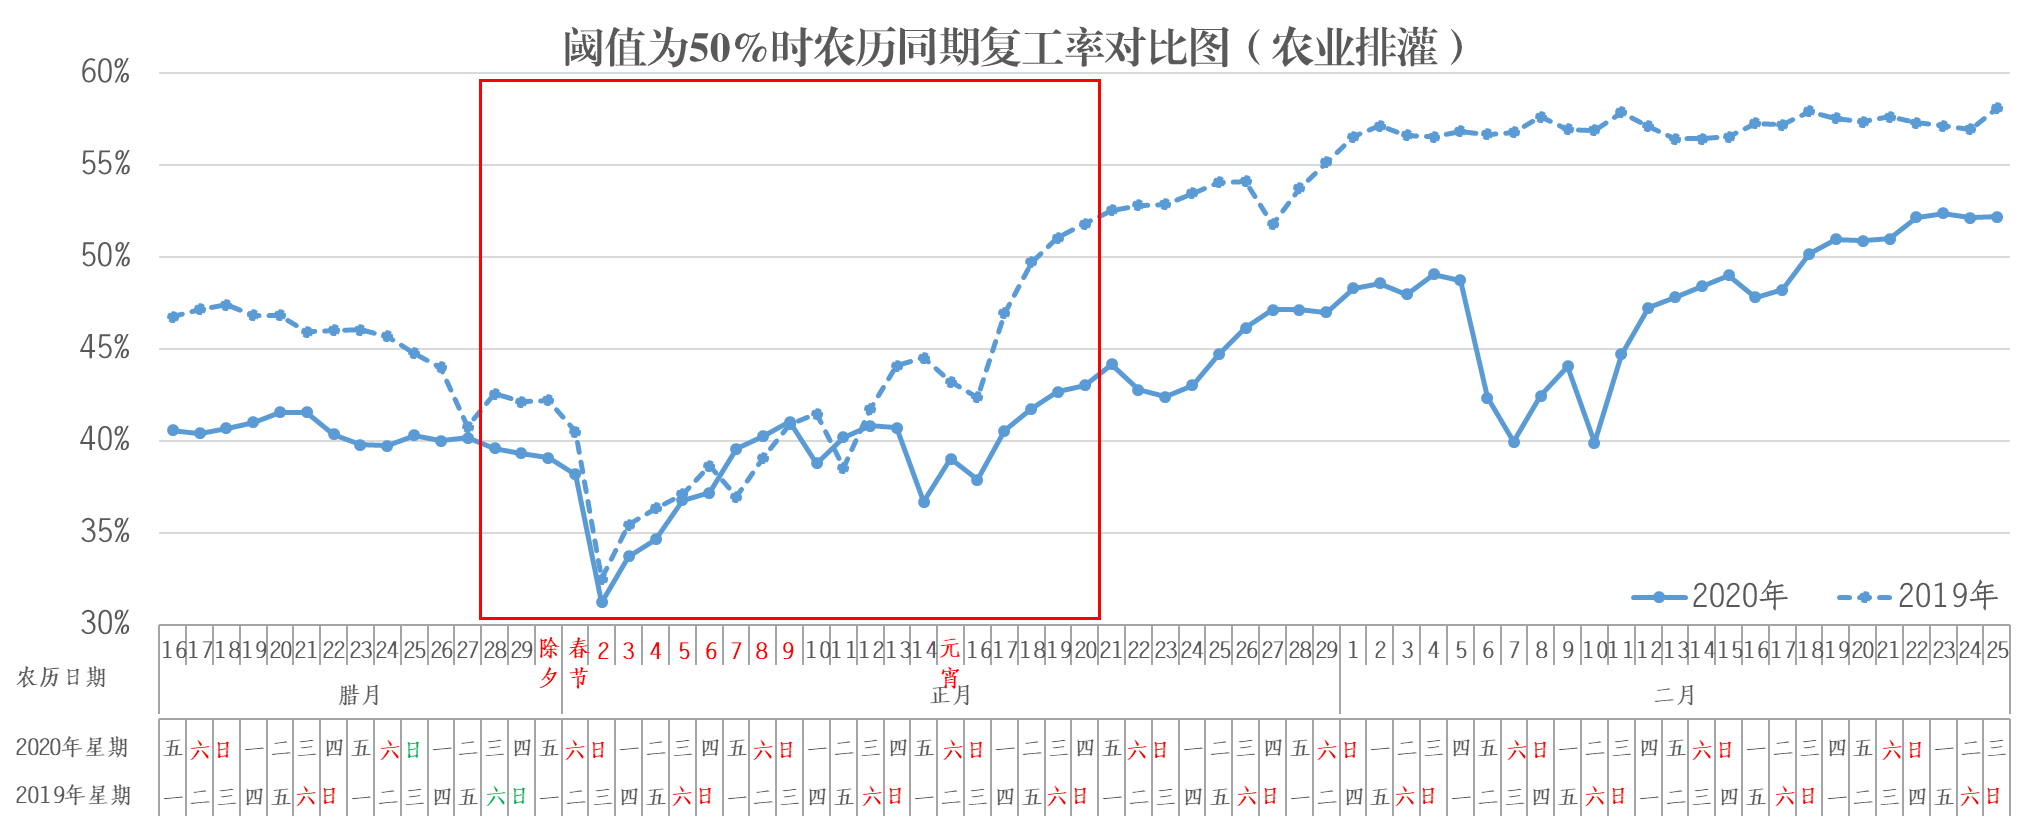 阈值为50%时农历同期复工率对比图（农业排灌）
60%
55%
50%
45%
40%
35%
30%
2020年 2019年
农历日期 16 17 18 19 20 21 22 23 24 25 26 27 28 29 除夕 春节 2 3 4 5 6 7 8 9 10 11 12 13 14 元宵 16 17 18 19 20 21 22 23 24 25 26 27 28 29 1 2 3 4 5 6 7 8 9 10 11 12 13 14 15 16 17 18 19 20 21 22 23 24 25
腊月 正月 二月
2020年星期 五 六 日 一 二 三 四 五 六 日 一 二 三 四 五 六 日 一 二 三 四 五 六 日 一 二 三 四 五 六 日 一 二 三 四 五 六 日 一 二 三 四 五 六 日 一 二 三 四 五 六 日 一 二 三 四 五 六 日 一 二 三 四 五 六 日 一 二 三
2019年星期 一 二 三 四 五 六 日 一 二 三 四 五 六 日 一 二 三 四 五 六 日 一 二 三 四 五 六 日 一 二 三 四 五 六 日 一 二 三 四 五 六 日 一 二 四 五 六 日 一 二 三 四 五 六 日 一 二 三 四 五 六 日 一 二 三 四 五 六 日